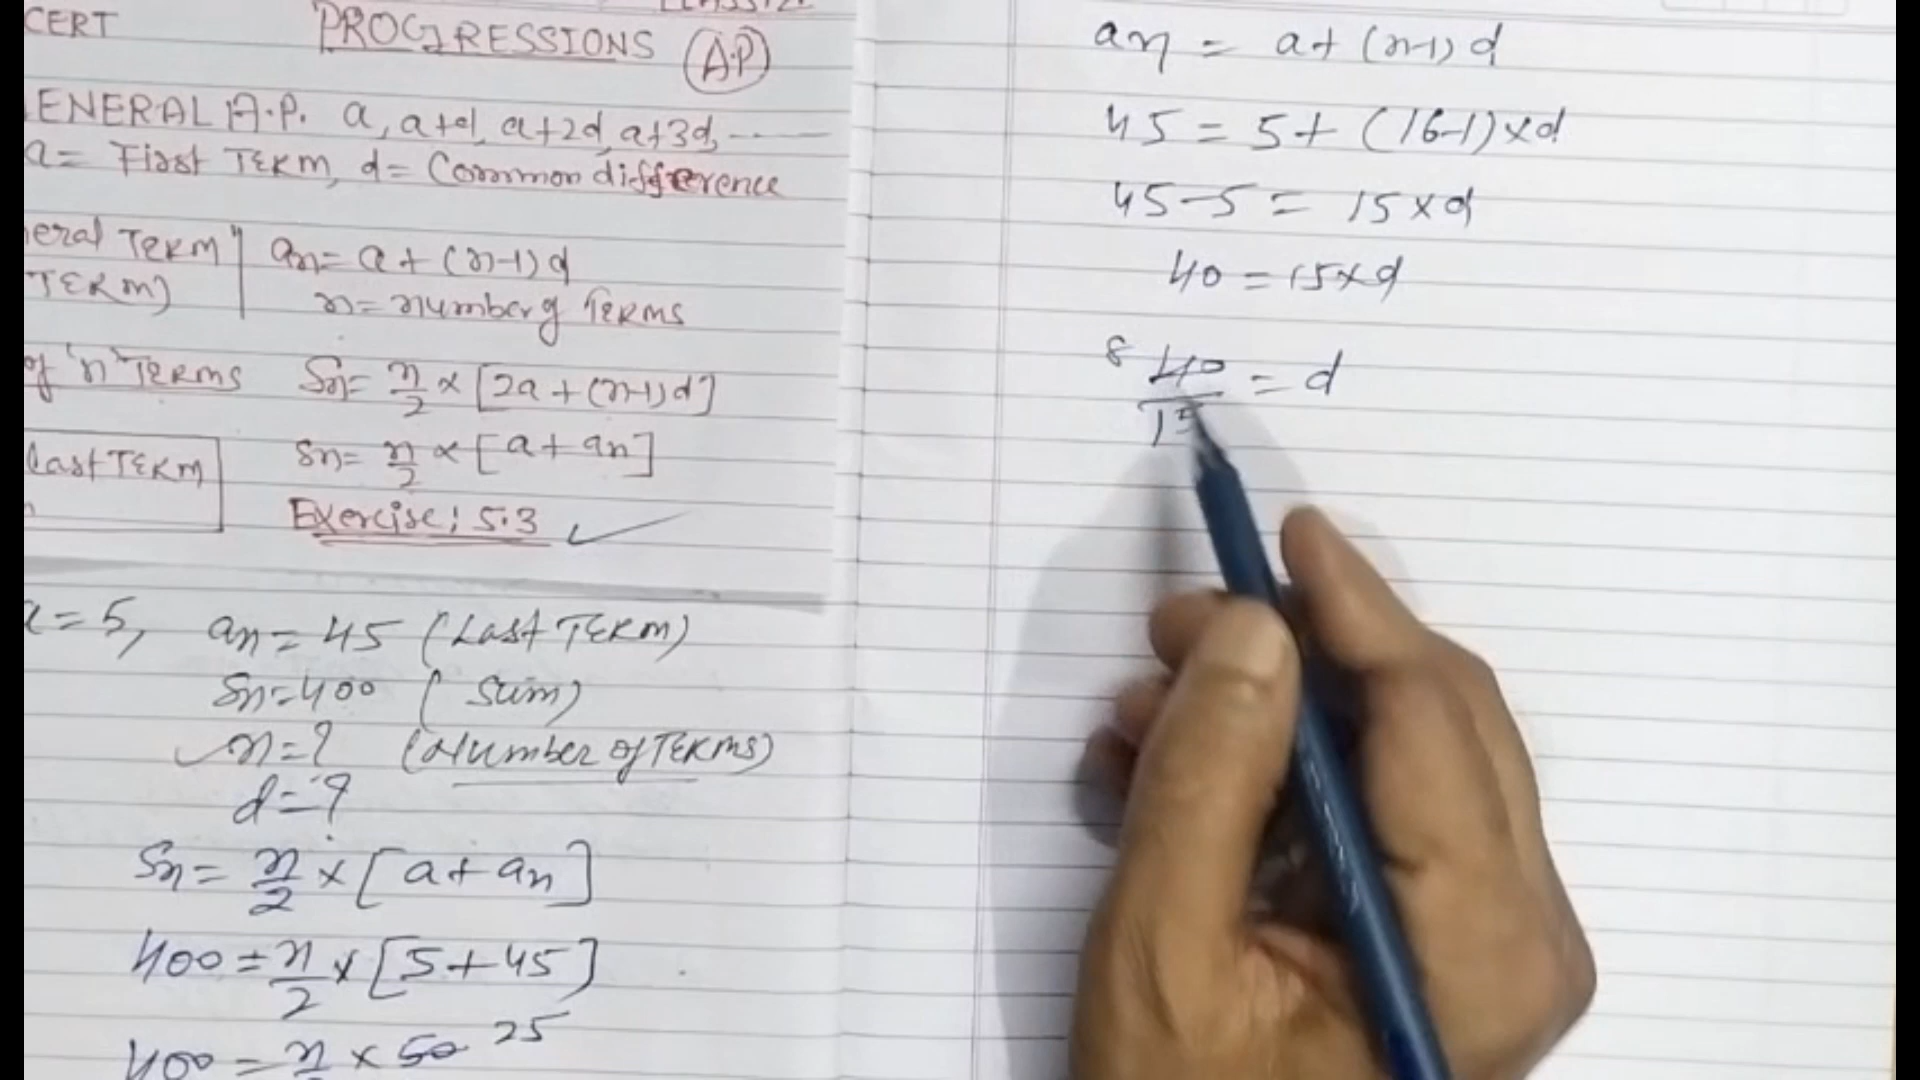 CERT PROGRESSIONS (A.P)
ENERAL A.P. a, a+d, a+2d, a+3d, ------
a = First TERM, d = Common difference
eral TERM" an = a + (n-1) d
TERM) n = number of TERMS
of 'n' TERMS Sn = n/2 × [2a + (n-1) d]
Last TERM Sn = n/2 × [a + an]
Exercise: 5.3 ✓
a = 5, an = 45 (Last TERM)
Sn = 400 ( Sum)
✓ n = ? (Number of TERMS)
d = ?
Sn = n/2 × [a + an]
400 = n/2 × [5 + 45]
400 = n × 50 25
an = a + (n-1) d
45 = 5 + (16-1) × d
45 - 5 = 15 × d
40 = 15 × d
8 40/15 = d